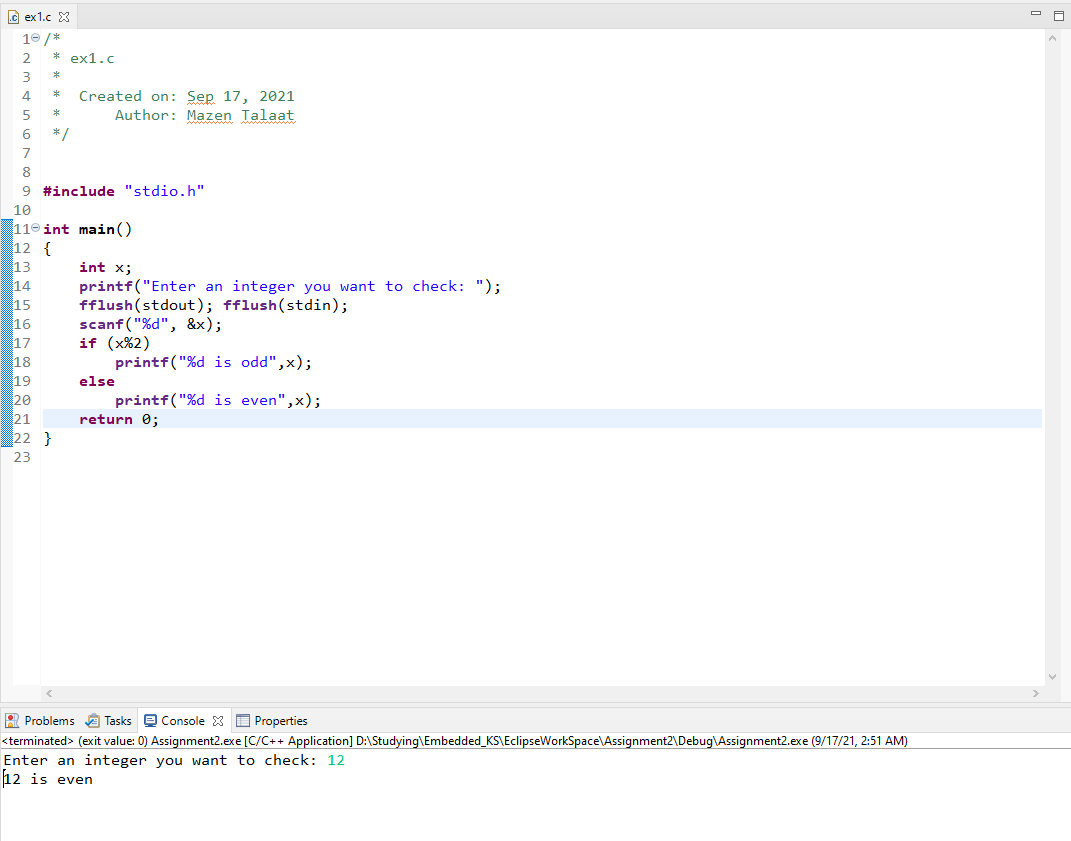 ex1.c
1 /*
2  * ex1.c
3  *
4  *  Created on: Sep 17, 2021
5  *      Author: Mazen Talaat
6  */
7
8
9 #include "stdio.h"
10
11 int main()
12 {
13     int x;
14     printf("Enter an integer you want to check: ");
15     fflush(stdout); fflush(stdin);
16     scanf("%d", &x);
17     if (x%2)
18         printf("%d is odd",x);
19     else
20         printf("%d is even",x);
21     return 0;
22 }
23
Problems Tasks Console Properties
<terminated> (exit value: 0) Assignment2.exe [C/C++ Application] D:\Studying\Embedded_KS\EclipseWorkSpace\Assignment2\Debug\Assignment2.exe (9/17/21, 2:51 AM)
Enter an integer you want to check: 12
12 is even